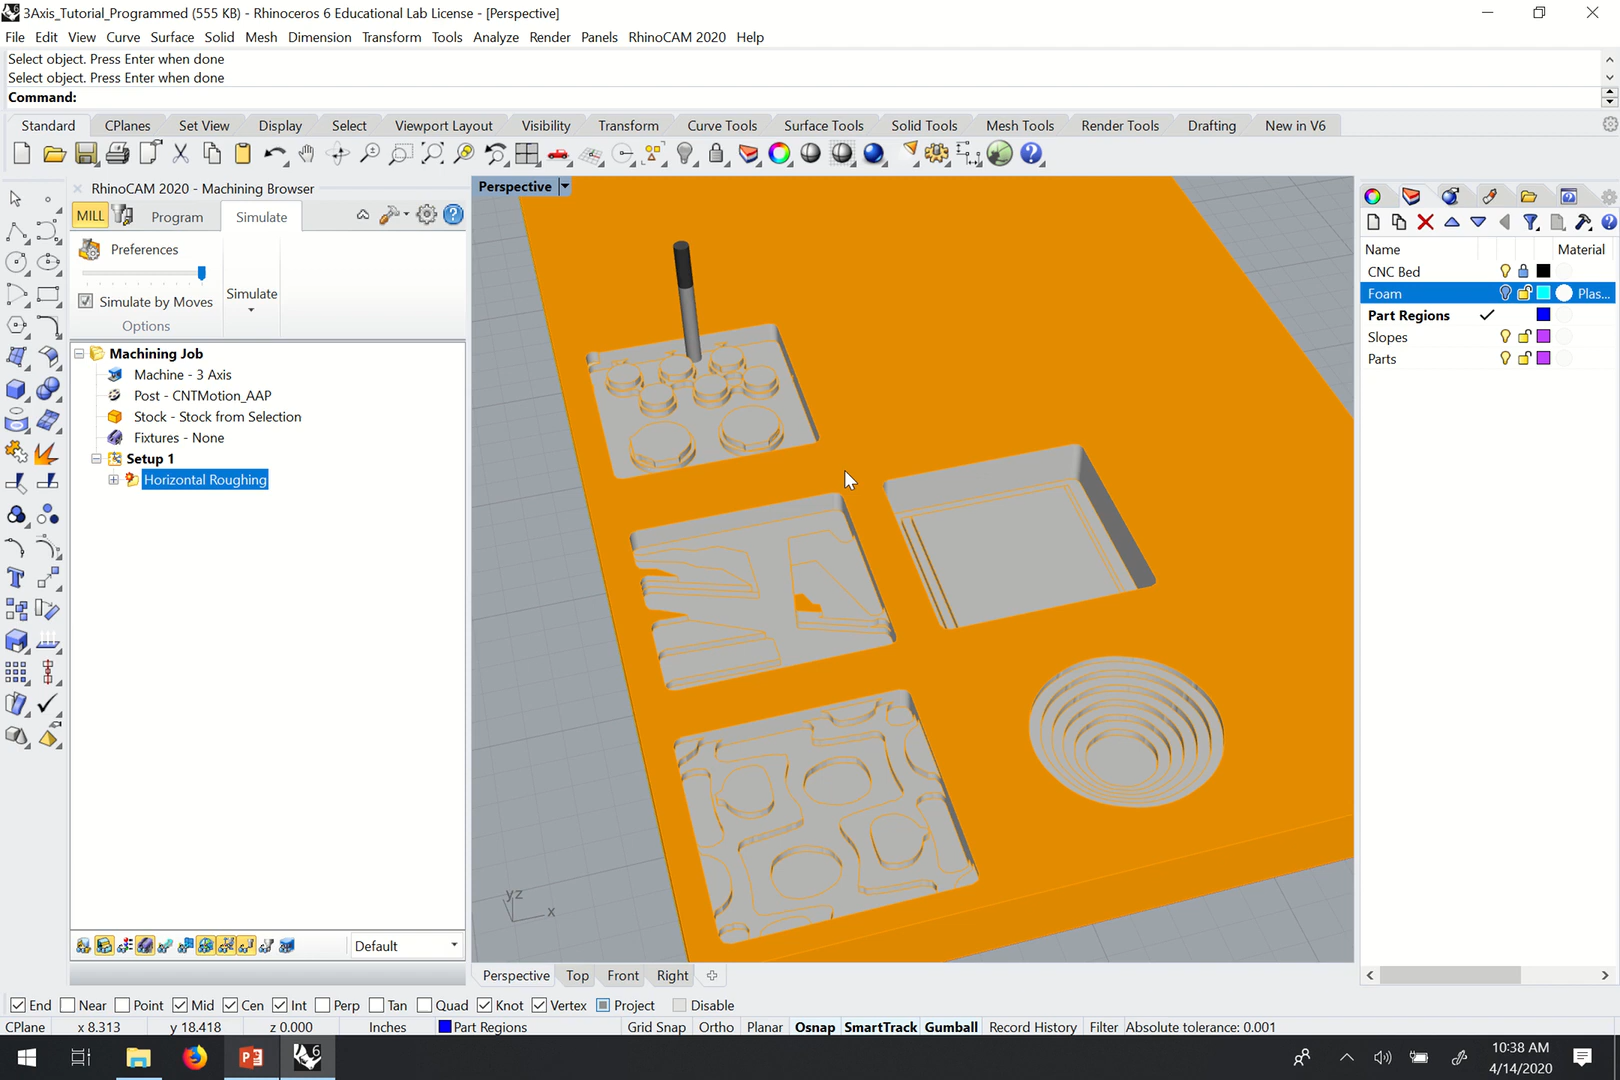 3Axis_Tutorial_Programmed (555 KB) - Rhinoceros 6 Educational Lab License - [Perspective]
File Edit View Curve Surface Solid Mesh Dimension Transform Tools Analyze Render Panels RhinoCAM 2020 Help
Select object. Press Enter when done
Select object. Press Enter when done
Command:
Standard CPlanes Set View Display Select Viewport Layout Visibility Transform Curve Tools Surface Tools Solid Tools Mesh Tools Render Tools Drafting New in V6
RhinoCAM 2020 - Machining Browser
MILL Program Simulate
Preferences
Simulate
Simulate by Moves
Options
Machining Job
Machine - 3 Axis
Post - CNTMotion_AAP
Stock - Stock from Selection
Fixtures - None
Setup 1
Horizontal Roughing
Default
Perspective
yz
x
Name Material
CNC Bed
Foam Plas...
Part Regions
Slopes
Parts
Perspective Top Front Right
End Near Point Mid Cen Int Perp Tan Quad Knot Vertex Project Disable
CPlane x 8.313 y 18.418 z 0.000 Inches Part Regions Grid Snap Ortho Planar Osnap SmartTrack Gumball Record History Filter Absolute tolerance: 0.001
10:38 AM
4/14/2020